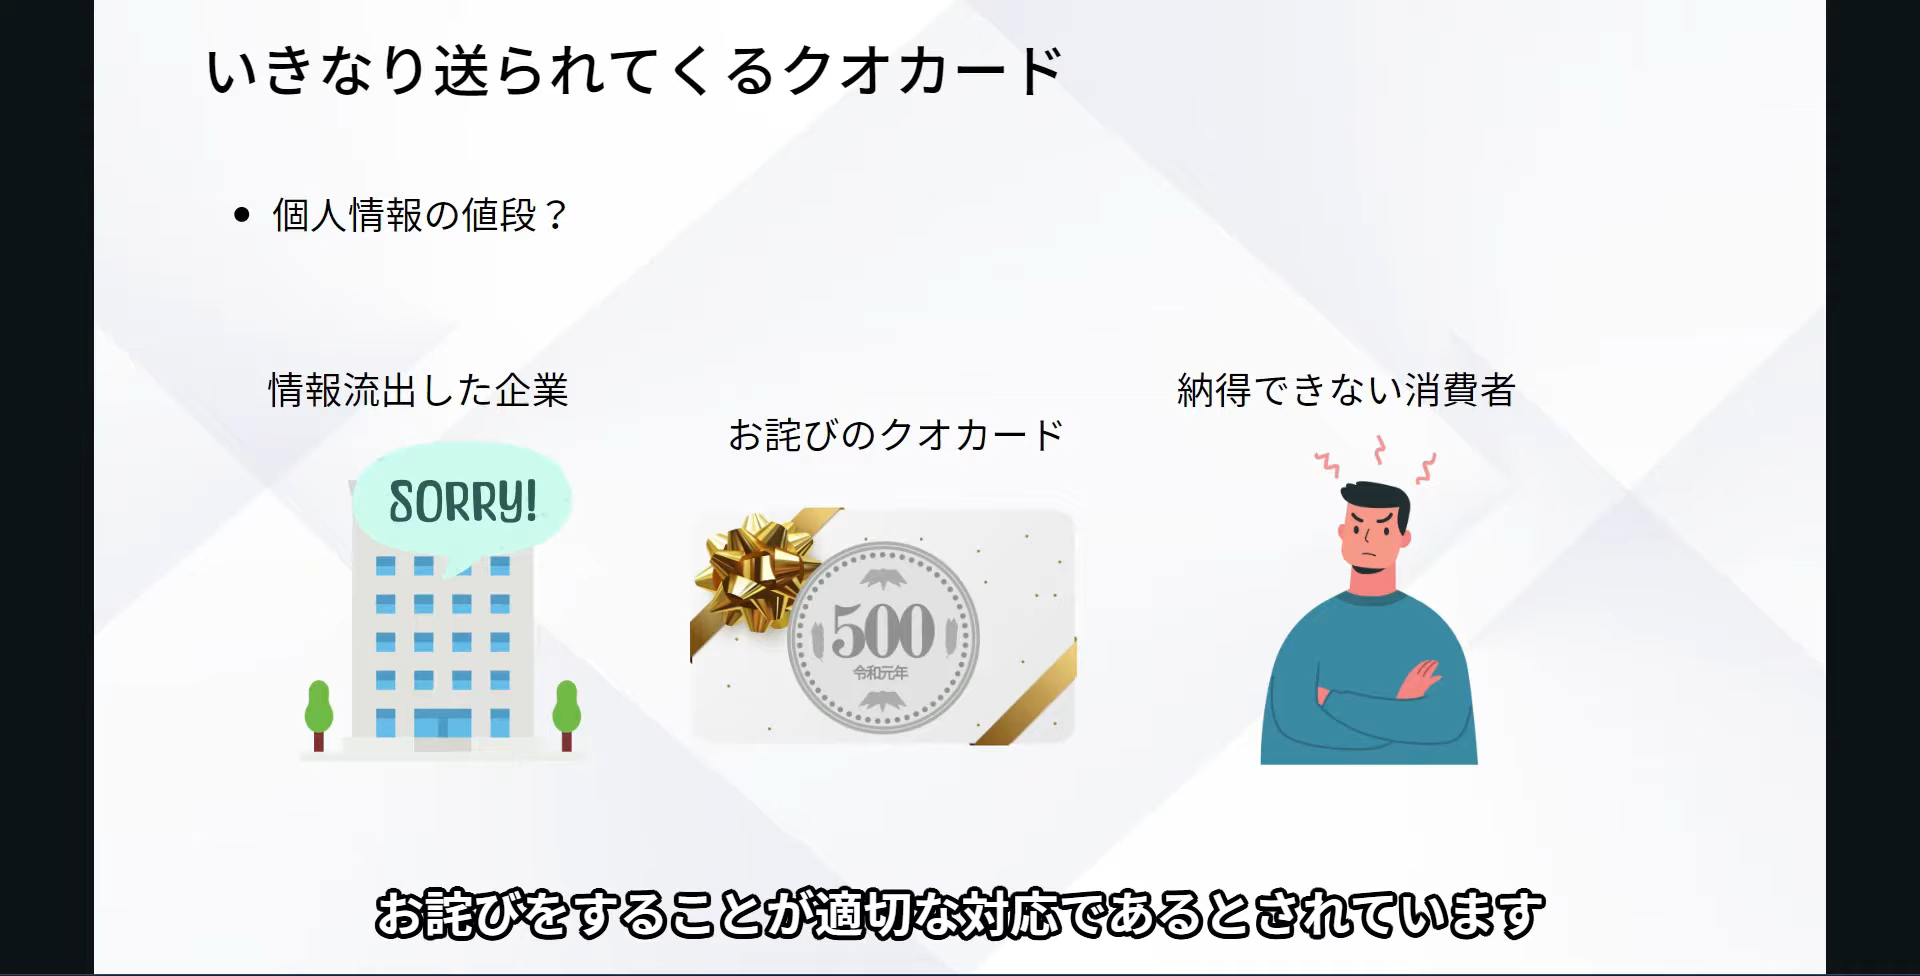 いきなり送られてくるクオカード
個人情報の値段？
情報流出した企業
お詫びのクオカード
納得できない消費者
SORRY!
500
令和元年
お詫びをすることが適切な対応であるとされています